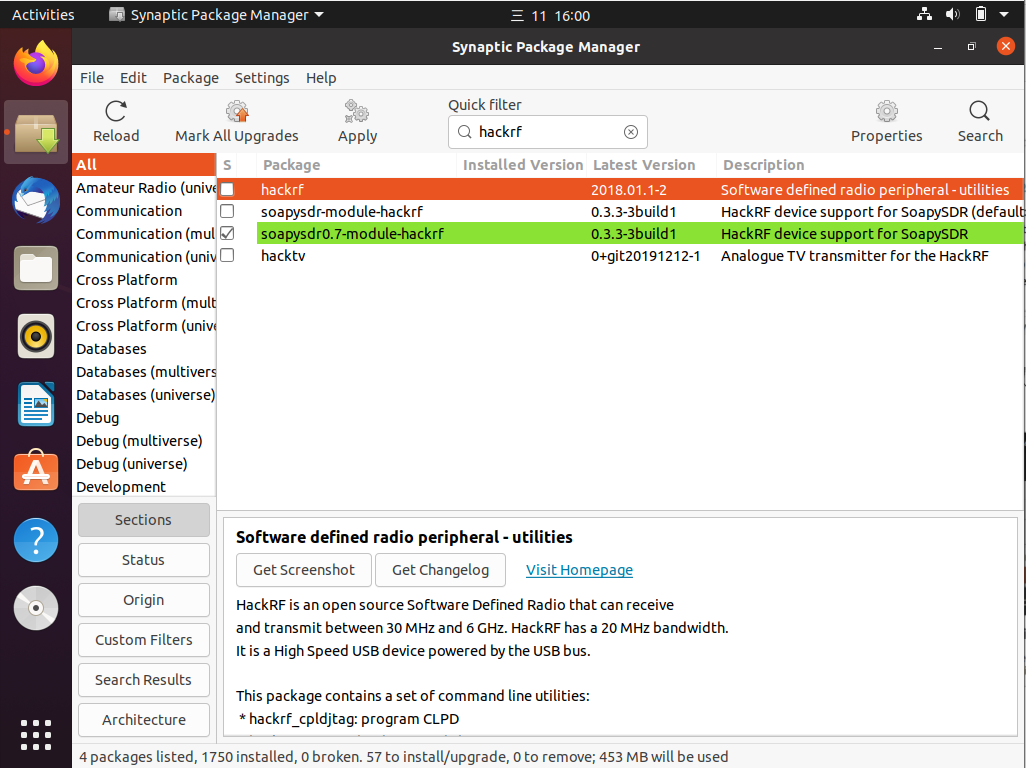 Activities Synaptic Package Manager 三 11 16:00
Synaptic Package Manager
File Edit Package Settings Help
Reload Mark All Upgrades Apply Quick filter hackrf Properties Search
All
Amateur Radio (unive
Communication
Communication (mul
Communication (univ
Cross Platform
Cross Platform (mult
Cross Platform (unive
Databases
Databases (multivers
Databases (universe)
Debug
Debug (multiverse)
Debug (universe)
Development
S Package Installed Version Latest Version Description
hackrf 2018.01.1-2 Software defined radio peripheral - utilities
soapysdr-module-hackrf 0.3.3-3build1 HackRF device support for SoapySDR (default
soapysdr0.7-module-hackrf 0.3.3-3build1 HackRF device support for SoapySDR
hacktv 0+git20191212-1 Analogue TV transmitter for the HackRF
Sections
Status
Origin
Custom Filters
Search Results
Architecture
Software defined radio peripheral - utilities
Get Screenshot Get Changelog Visit Homepage
HackRF is an open source Software Defined Radio that can receive
and transmit between 30 MHz and 6 GHz. HackRF has a 20 MHz bandwidth.
It is a High Speed USB device powered by the USB bus.
This package contains a set of command line utilities:
* hackrf_cpldjtag: program CLPD
4 packages listed, 1750 installed, 0 broken. 57 to install/upgrade, 0 to remove; 453 MB will be used